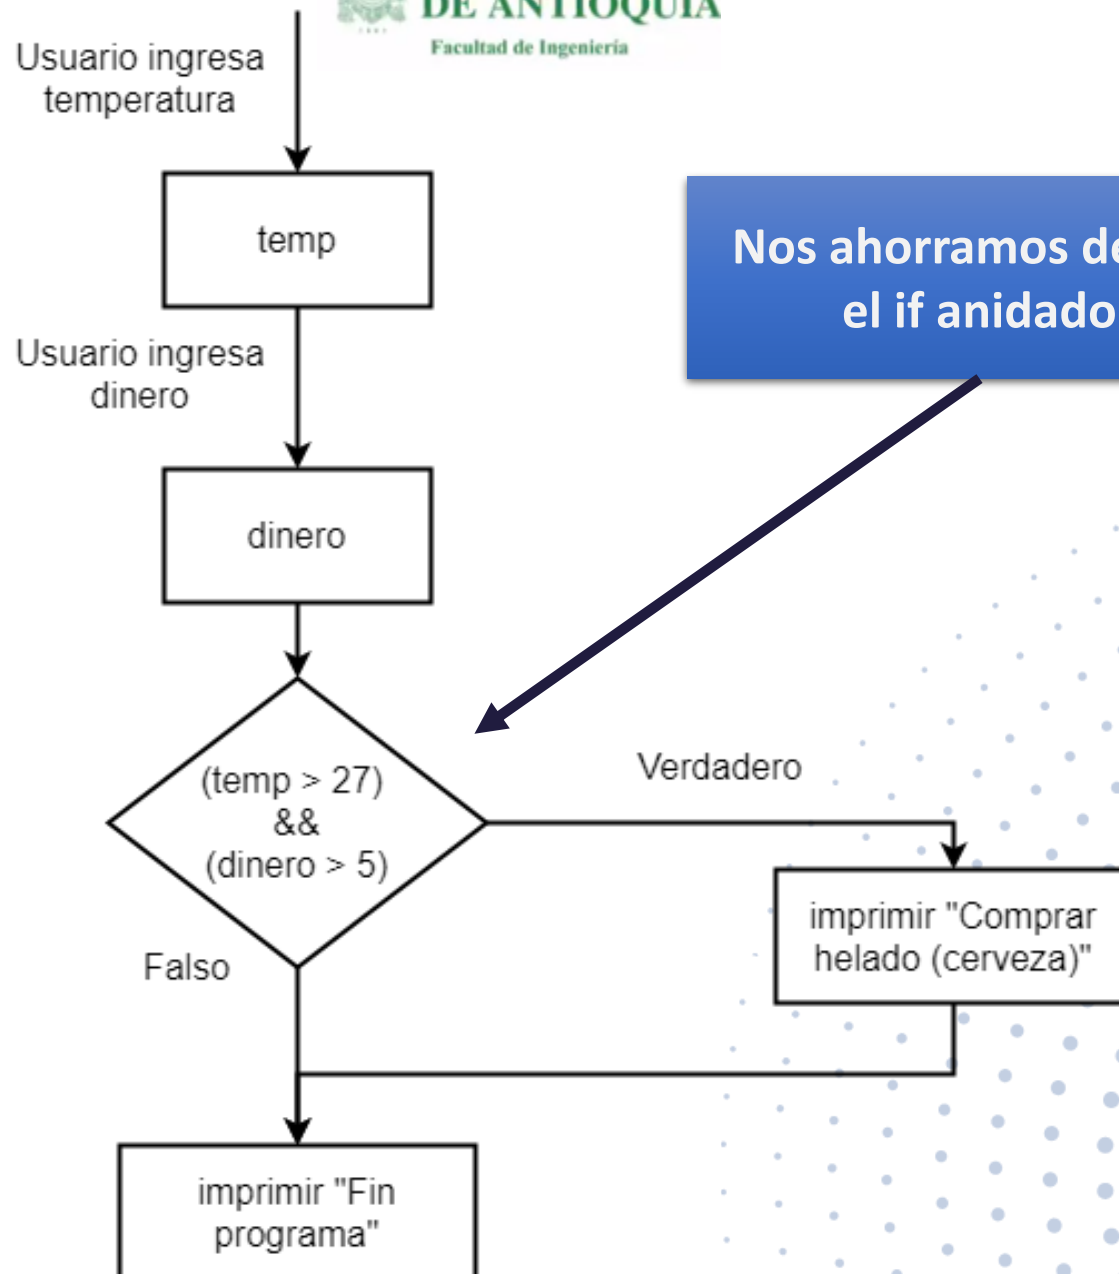 DE ANTIOQUIA
Facultad de Ingeniería
Usuario ingresa
temperatura
temp
Nos ahorramos de
el if anidado
Usuario ingresa
dinero
dinero
(temp > 27)
&&
(dinero > 5)
Verdadero
Falso
imprimir "Comprar
helado (cerveza)"
imprimir "Fin
programa"